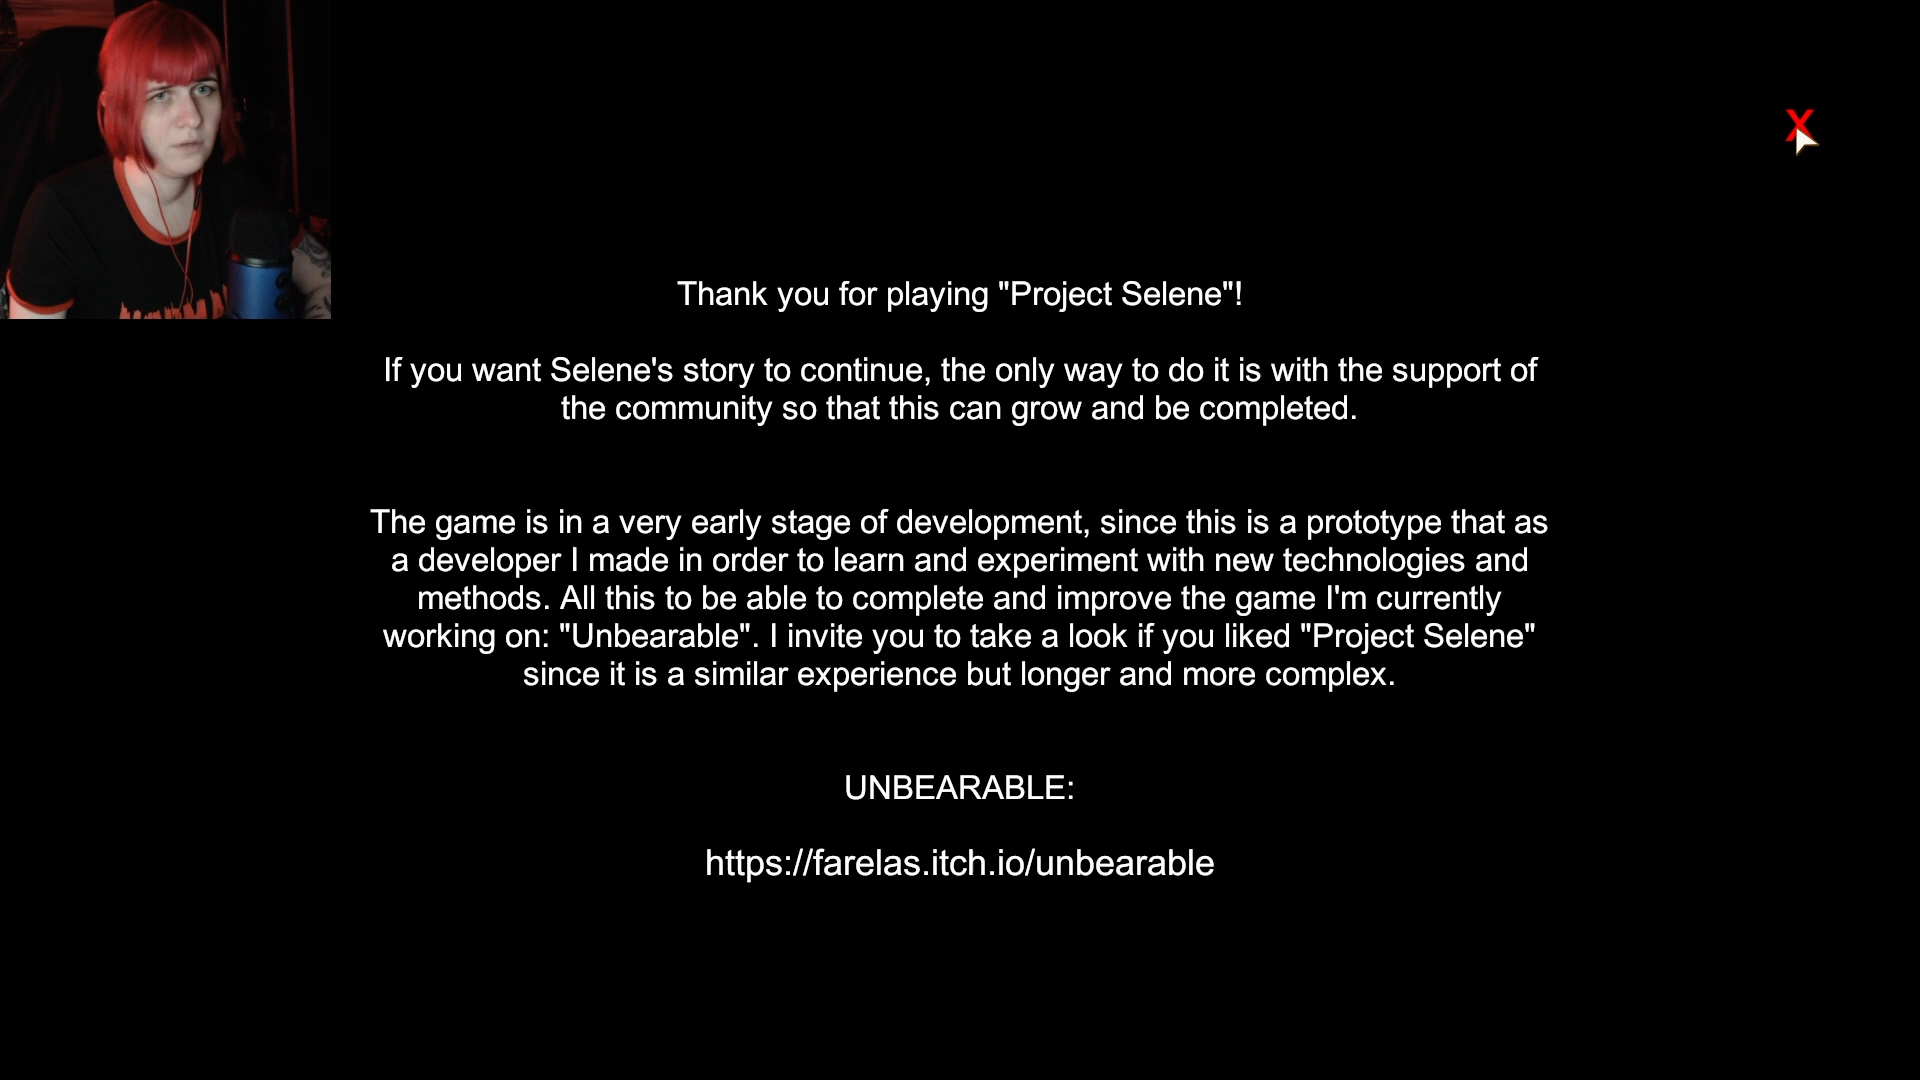 X
Thank you for playing "Project Selene"!
If you want Selene's story to continue, the only way to do it is with the support of
the community so that this can grow and be completed.
The game is in a very early stage of development, since this is a prototype that as
a developer I made in order to learn and experiment with new technologies and
methods. All this to be able to complete and improve the game I'm currently
working on: "Unbearable". I invite you to take a look if you liked "Project Selene"
since it is a similar experience but longer and more complex.
UNBEARABLE:
https://farelas.itch.io/unbearable